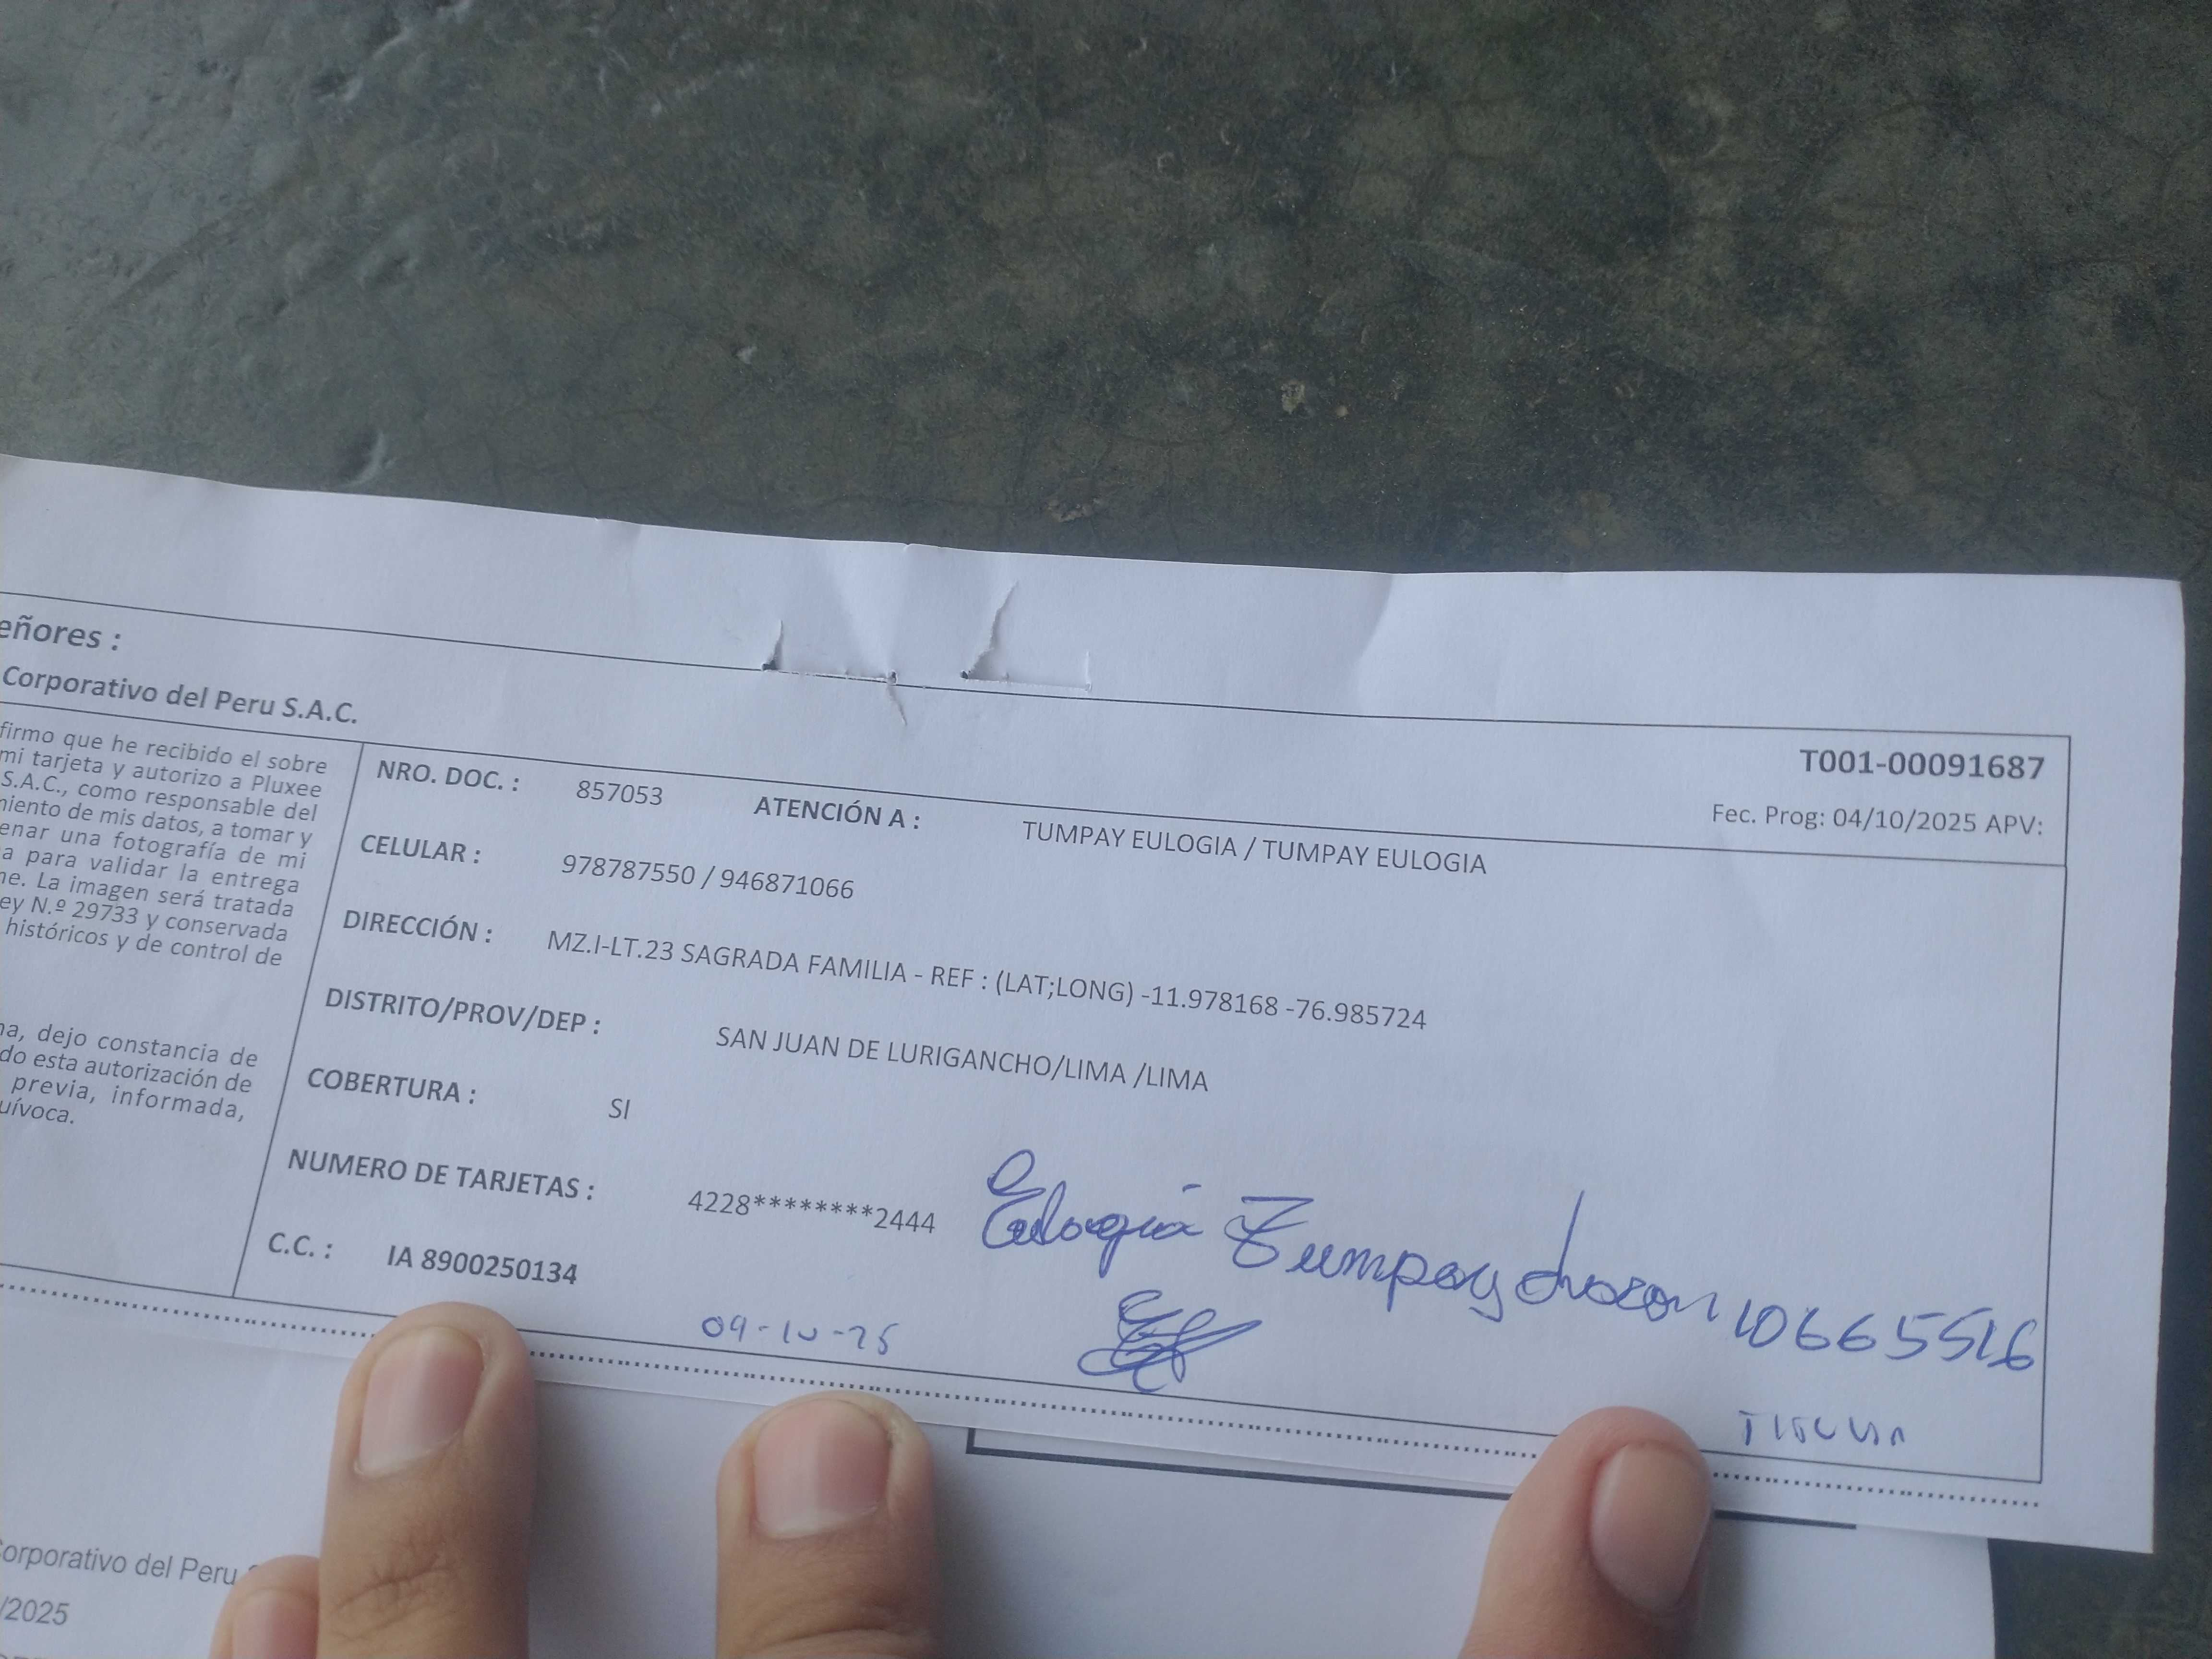 eñores :
Corporativo del Peru S.A.C.
T001-00091687
Fec. Prog: 04/10/2025 APV:
firmo que he recibido el sobre
mi tarjeta y autorizo a Pluxee
S.A.C., como responsable del
miento de mis datos, a tomar y
enar una fotografía de mi
a para validar la entrega
me. La imagen será tratada
ey N.º 29733 y conservada
históricos y de control de
na, dejo constancia de
do esta autorización de
previa, informada,
uívoca.
NRO. DOC. : 857053 ATENCIÓN A : TUMPAY EULOGIA / TUMPAY EULOGIA
CELULAR : 978787550 / 946871066
DIRECCIÓN : MZ.I-LT.23 SAGRADA FAMILIA - REF : (LAT;LONG) -11.978168 -76.985724
DISTRITO/PROV/DEP : SAN JUAN DE LURIGANCHO/LIMA /LIMA
COBERTURA : SI
NUMERO DE TARJETAS : 4228********2444
Eulogia Tumpay 10665516
C.C. : IA 8900250134
09-10-25
Corporativo del Peru
/2025